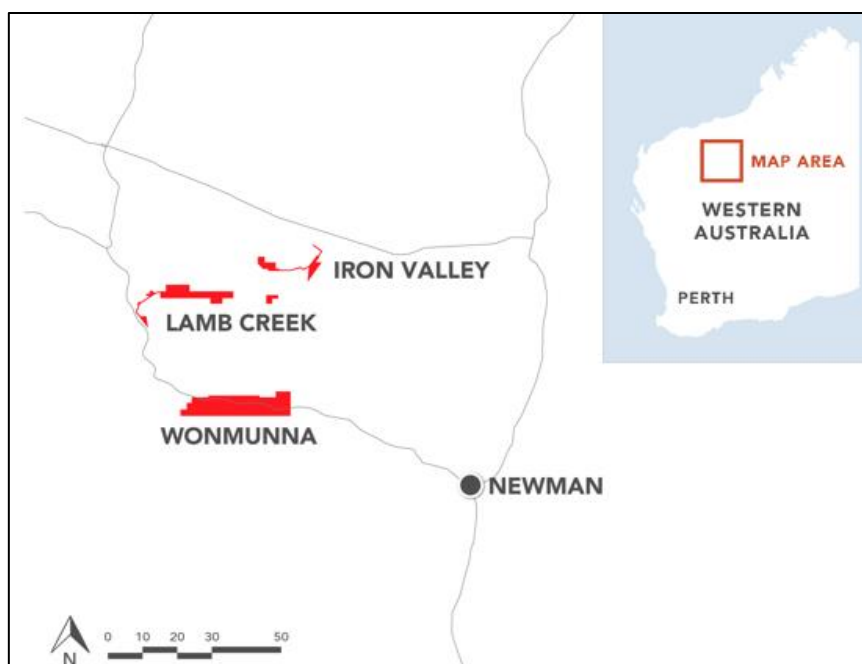 MAP AREA
WESTERN
AUSTRALIA
PERTH
IRON VALLEY
LAMB CREEK
WONMUNNA
NEWMAN
0 10 20 30 50
N